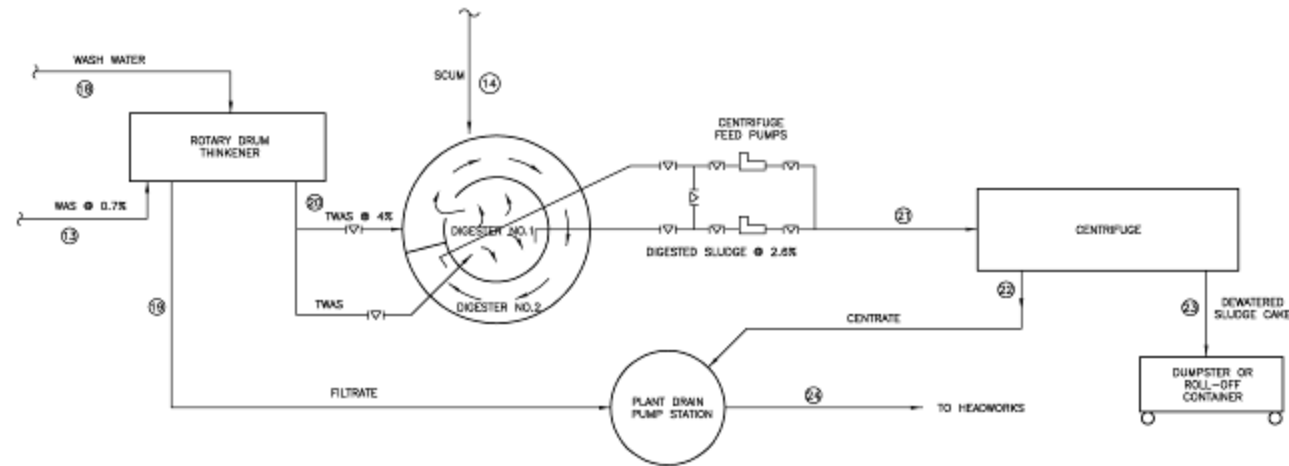 WASH WATER
18
ROTARY DRUM
THINKENER
WAS @ 0.7%
13
20
TWAS @ 4%
TWAS
19
FILTRATE
SCUM
14
DIGESTER NO.1
DIGESTER NO.2
CENTRIFUGE
FEED PUMPS
DIGESTED SLUDGE @ 2.6%
21
CENTRIFUGE
22
CENTRATE
23
DEWATERED
SLUDGE CAKE
DUMPSTER OR
ROLL-OFF
CONTAINER
PLANT DRAIN
PUMP STATION
24
TO HEADWORKS